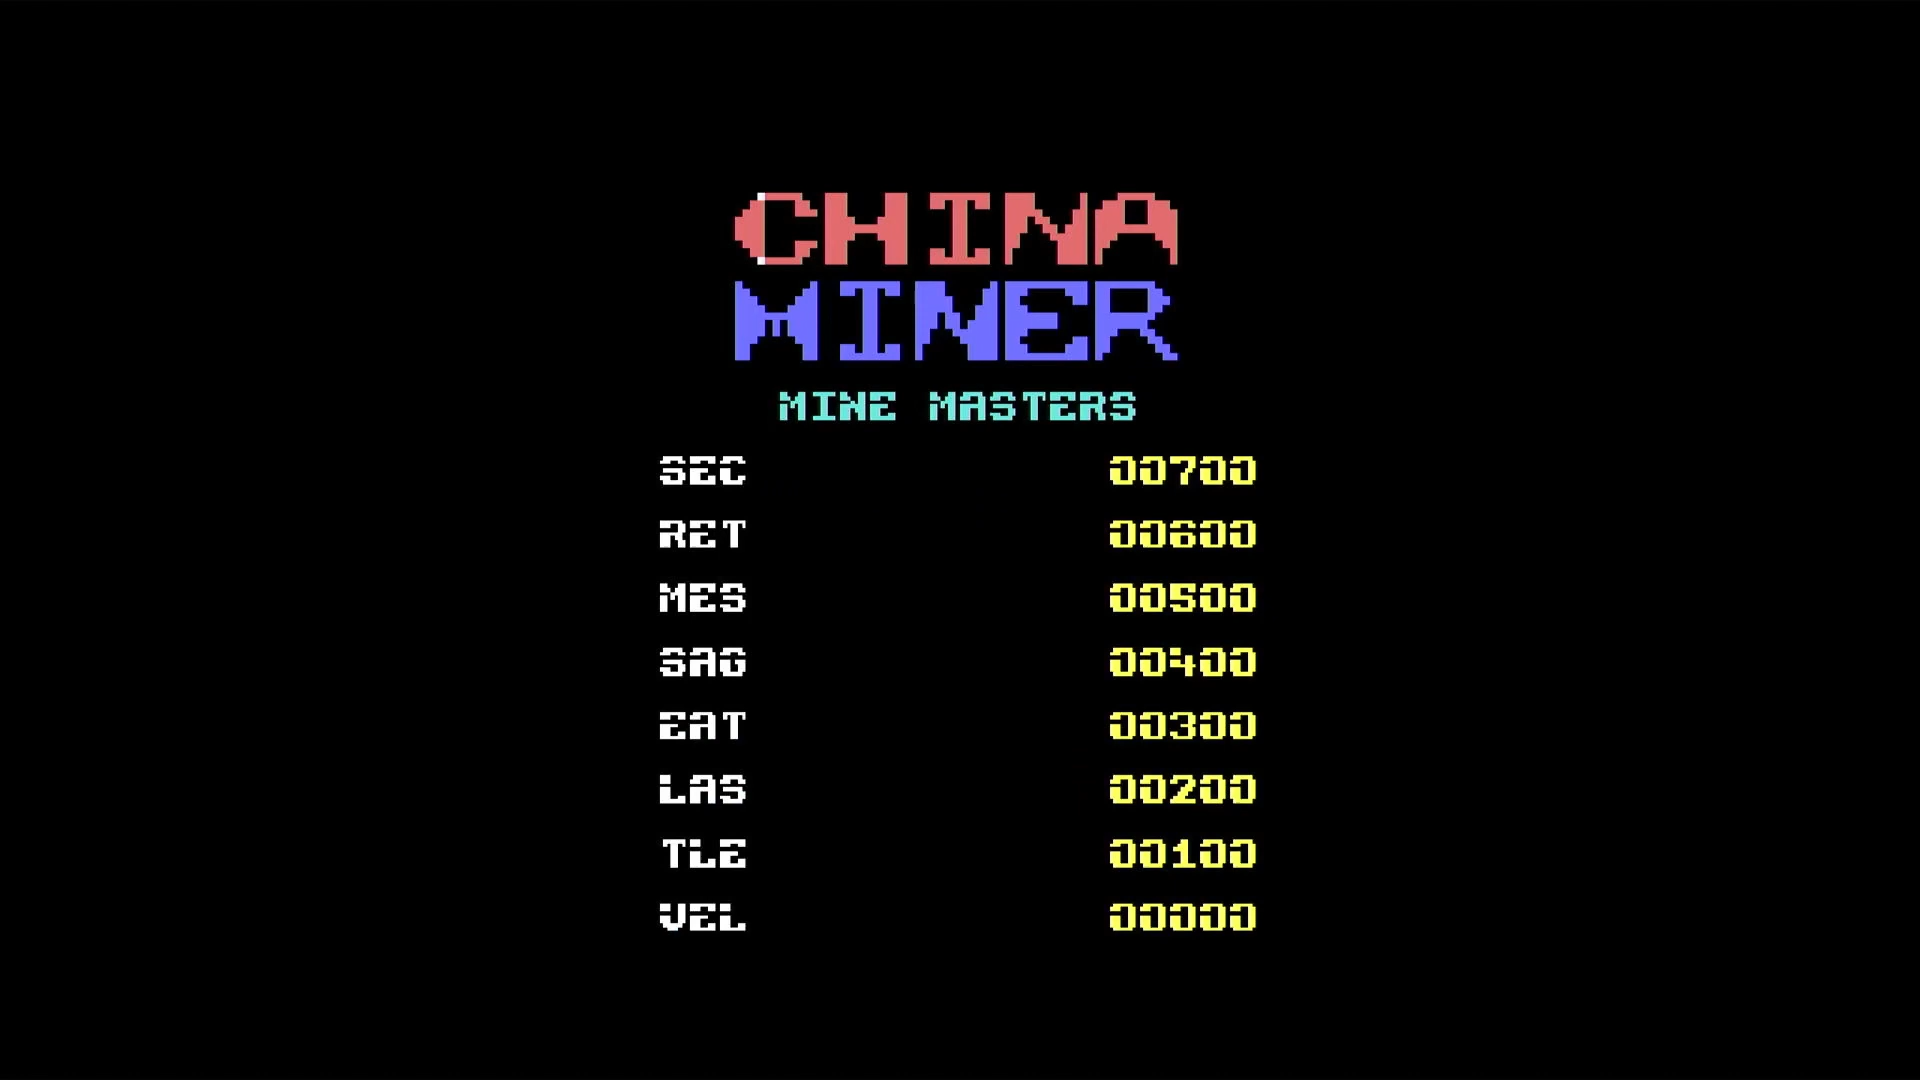 CHINA
MINER
MINE MASTERS
SEC 00700
RET 00600
MES 00500
SAG 00400
EAT 00300
LAS 00200
TLE 00100
VEL 00000